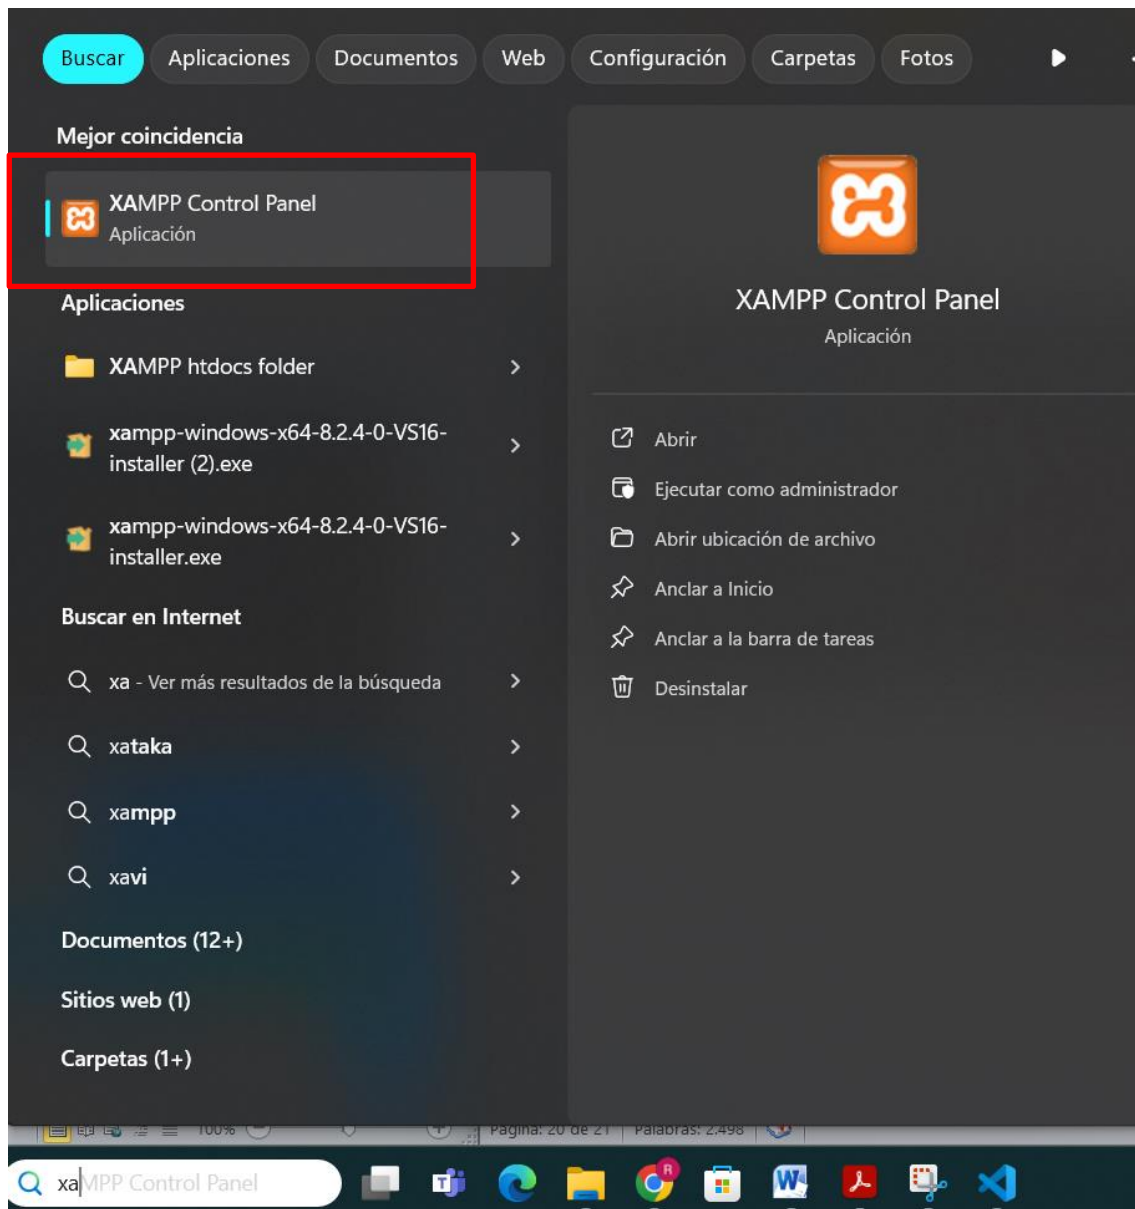 Buscar Aplicaciones Documentos Web Configuración Carpetas Fotos
Mejor coincidencia
XAMPP Control Panel
Aplicación
Aplicaciones
XAMPP htdocs folder
xampp-windows-x64-8.2.4-0-VS16-
installer (2).exe
xampp-windows-x64-8.2.4-0-VS16-
installer.exe
Buscar en Internet
xa - Ver más resultados de la búsqueda
xataka
xampp
xavi
Documentos (12+)
Sitios web (1)
Carpetas (1+)
XAMPP Control Panel
Aplicación
Abrir
Ejecutar como administrador
Abrir ubicación de archivo
Anclar a Inicio
Anclar a la barra de tareas
Desinstalar
100% Página: 20 de 21 Palabras: 2.498
xaMPP Control Panel
R